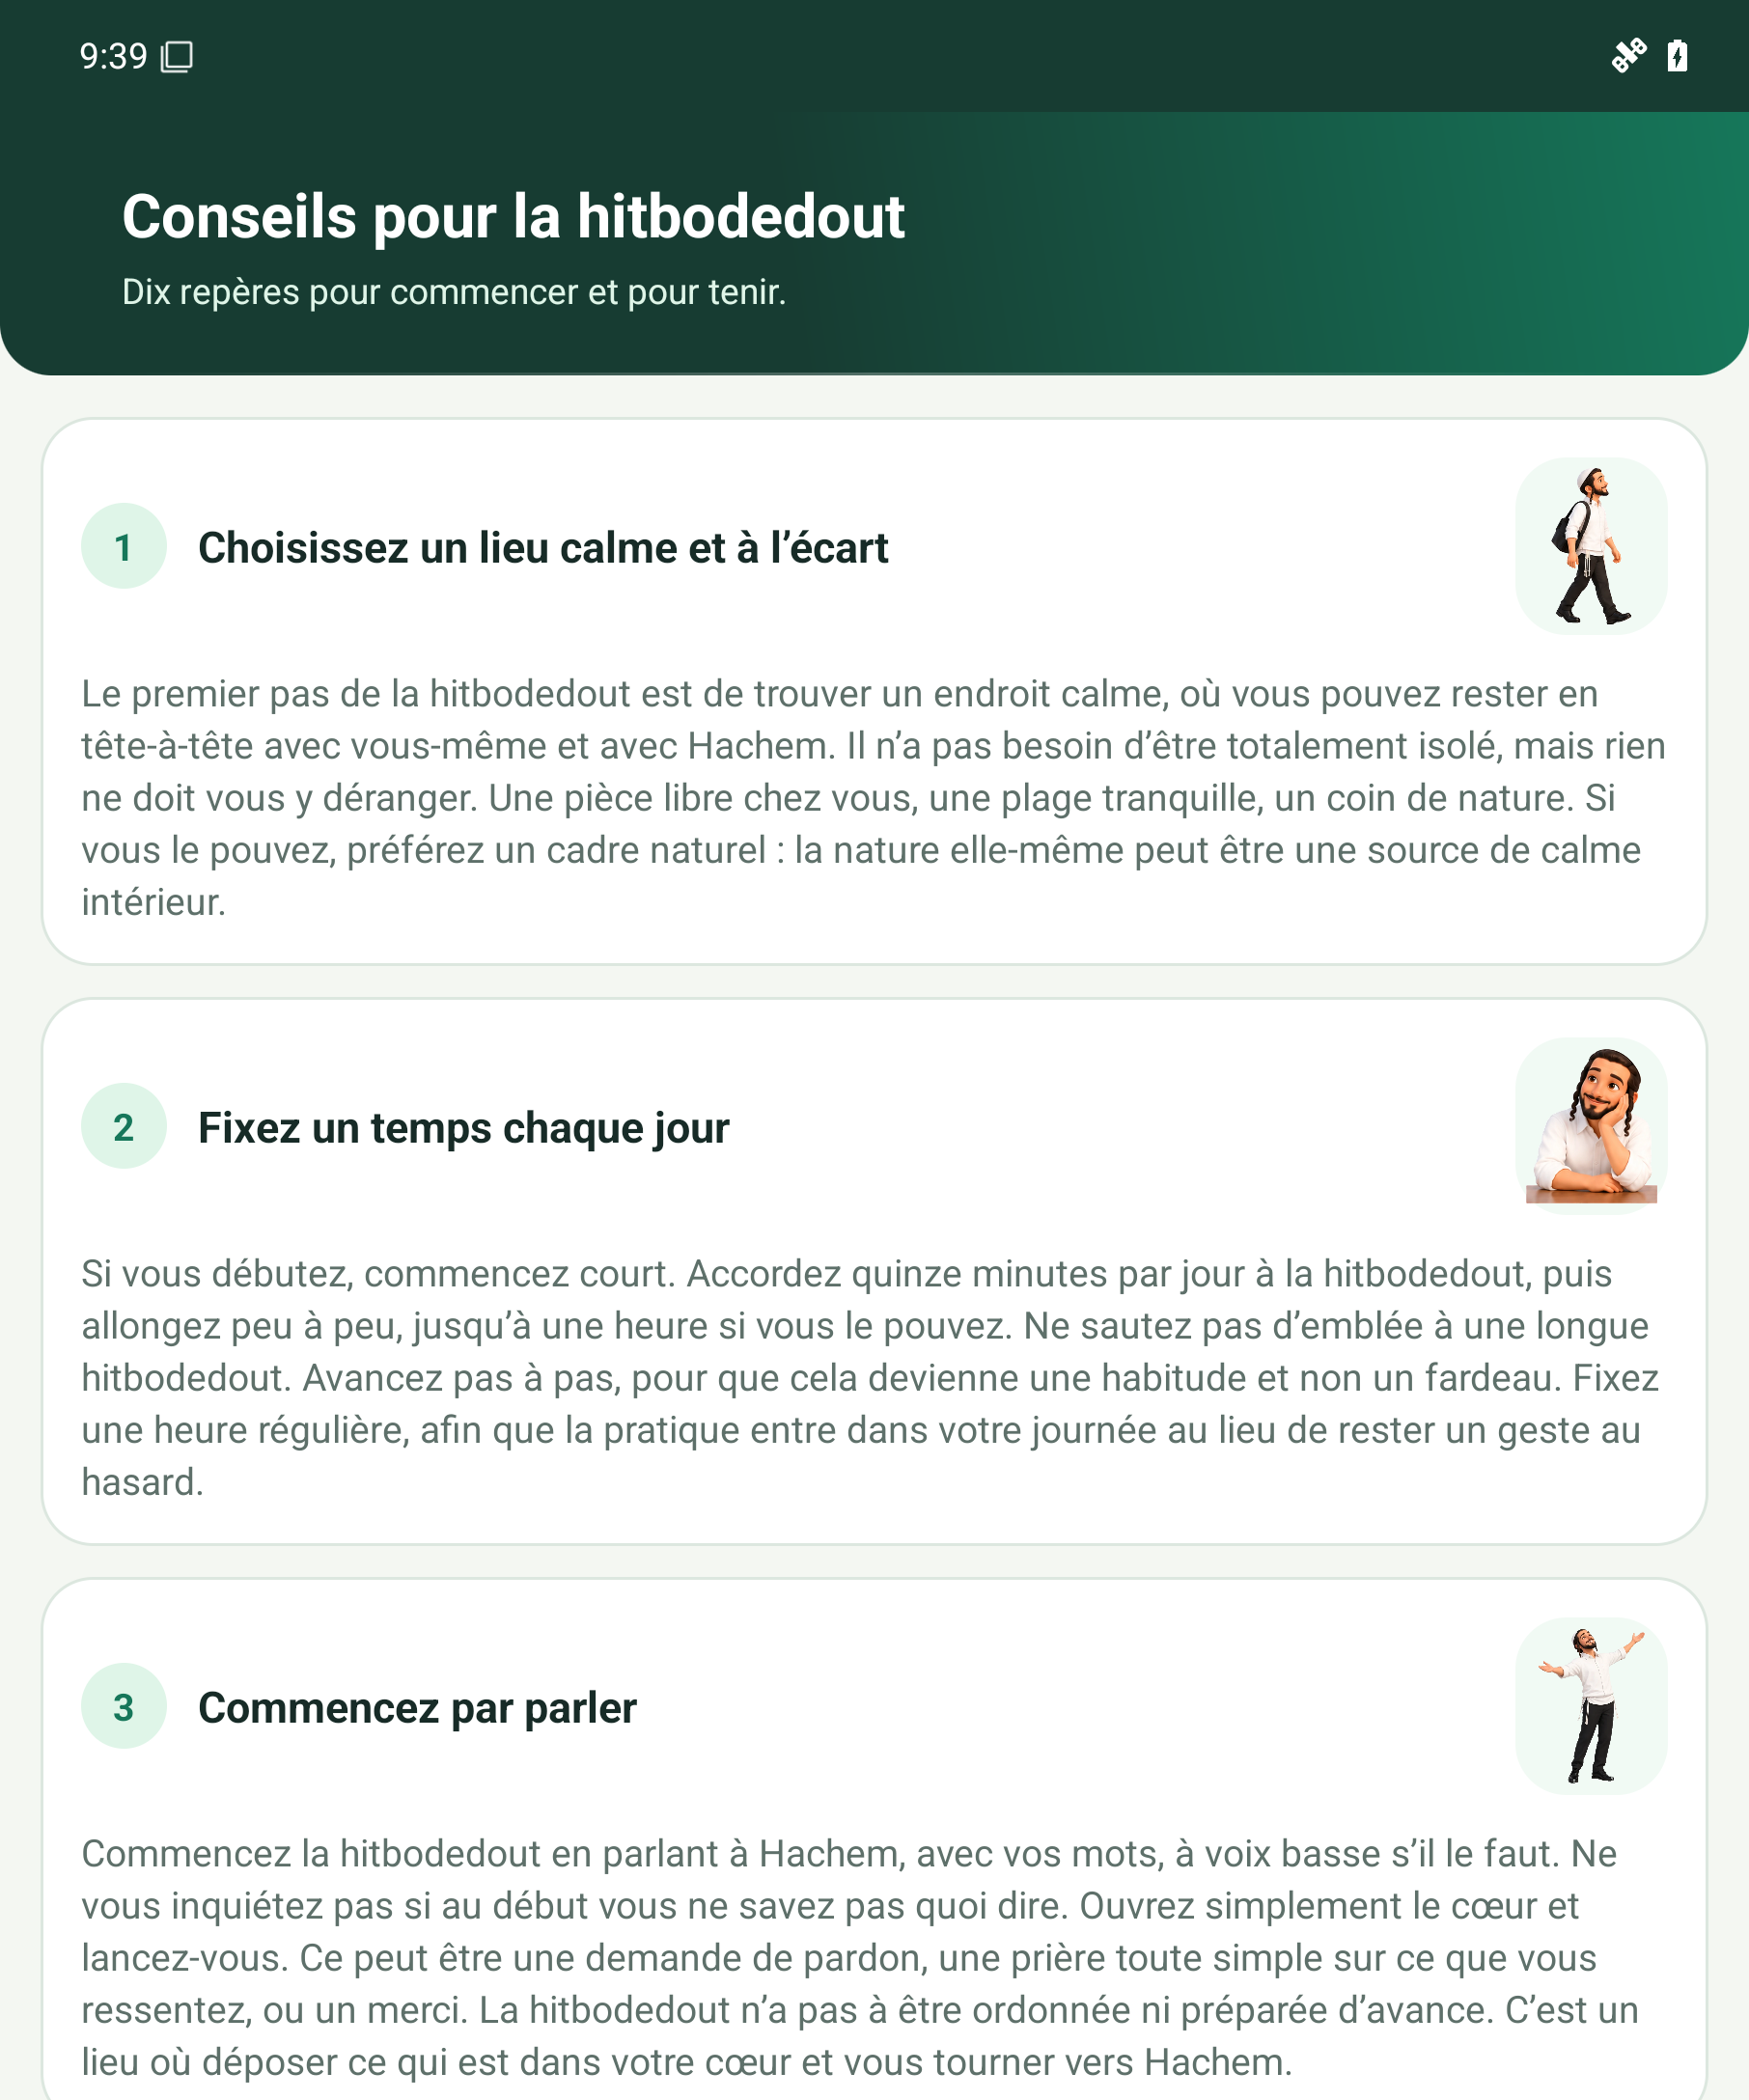 9:39
Conseils pour la hitbodedout
Dix repères pour commencer et pour tenir.
1
Choisissez un lieu calme et à l’écart
Le premier pas de la hitbodedout est de trouver un endroit calme, où vous pouvez rester en
tête-à-tête avec vous-même et avec Hachem. Il n’a pas besoin d’être totalement isolé, mais rien
ne doit vous y déranger. Une pièce libre chez vous, une plage tranquille, un coin de nature. Si
vous le pouvez, préférez un cadre naturel : la nature elle-même peut être une source de calme
intérieur.
2
Fixez un temps chaque jour
Si vous débutez, commencez court. Accordez quinze minutes par jour à la hitbodedout, puis
allongez peu à peu, jusqu’à une heure si vous le pouvez. Ne sautez pas d’emblée à une longue
hitbodedout. Avancez pas à pas, pour que cela devienne une habitude et non un fardeau. Fixez
une heure régulière, afin que la pratique entre dans votre journée au lieu de rester un geste au
hasard.
3
Commencez par parler
Commencez la hitbodedout en parlant à Hachem, avec vos mots, à voix basse s’il le faut. Ne
vous inquiétez pas si au début vous ne savez pas quoi dire. Ouvrez simplement le cœur et
lancez-vous. Ce peut être une demande de pardon, une prière toute simple sur ce que vous
ressentez, ou un merci. La hitbodedout n’a pas à être ordonnée ni préparée d’avance. C’est un
lieu où déposer ce qui est dans votre cœur et vous tourner vers Hachem.